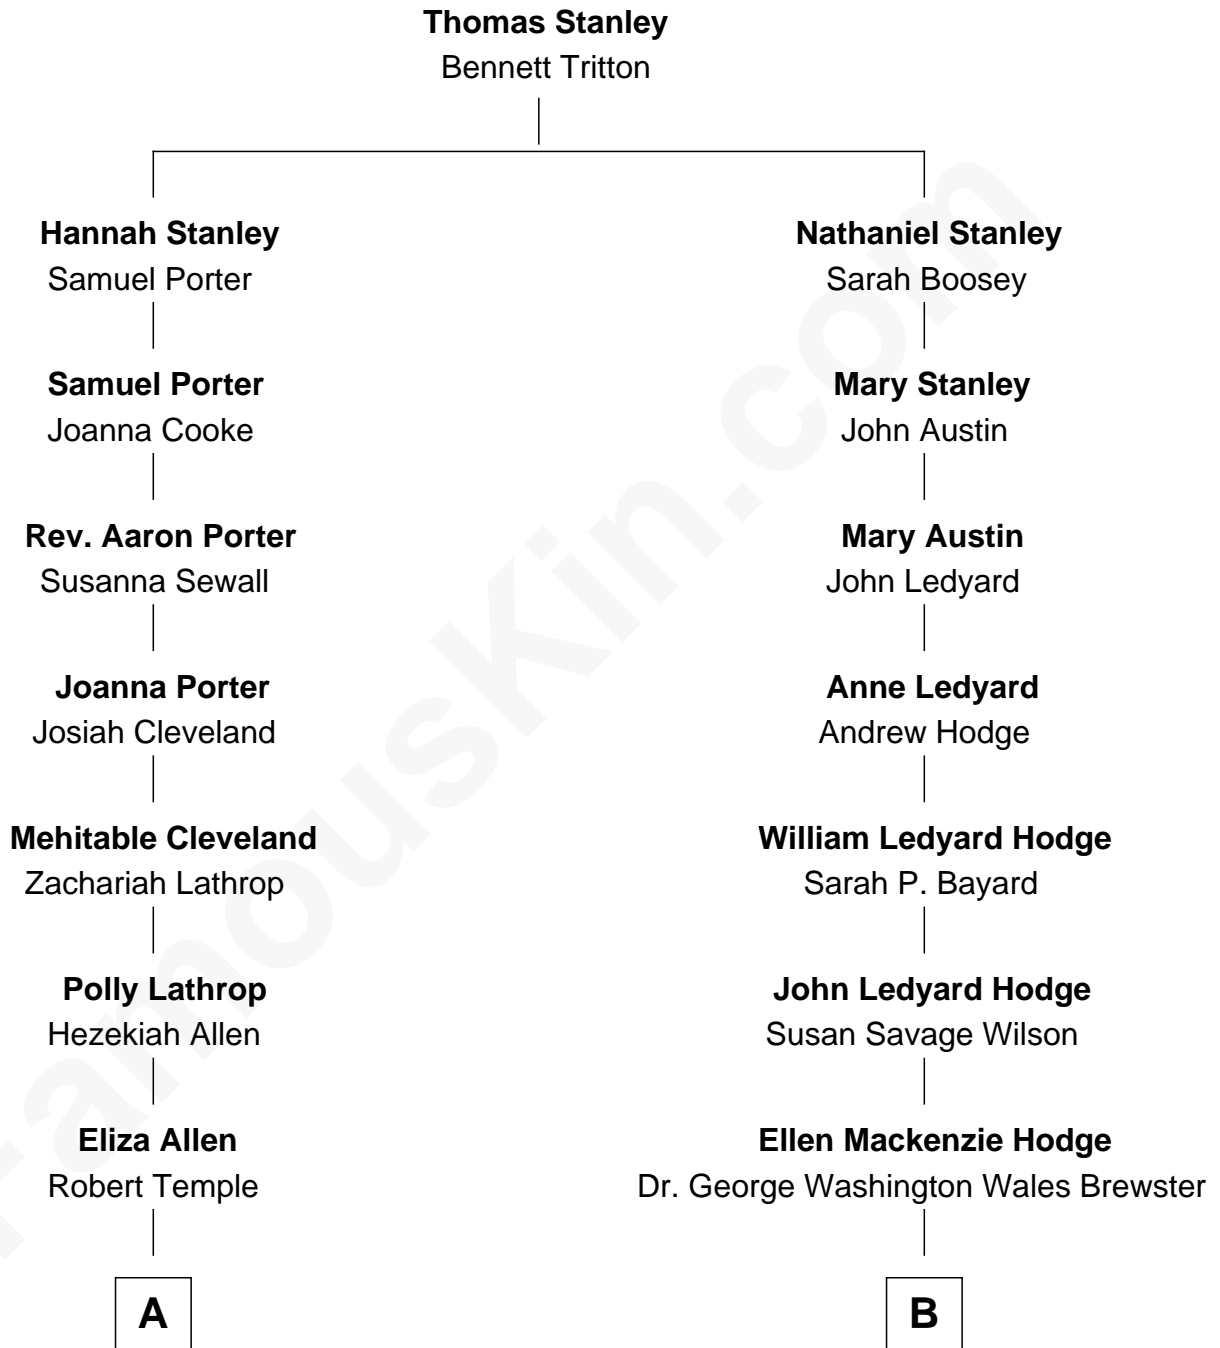 Thomas Stanley
Bennett Tritton
Hannah Stanley
Samuel Porter
Nathaniel Stanley
Sarah Boosey
Samuel Porter
Joanna Cooke
Mary Stanley
John Austin
Rev. Aaron Porter
Susanna Sewall
Mary Austin
John Ledyard
Joanna Porter
Josiah Cleveland
Anne Ledyard
Andrew Hodge
Mehitable Cleveland
Zachariah Lathrop
William Ledyard Hodge
Sarah P. Bayard
Polly Lathrop
Hezekiah Allen
John Ledyard Hodge
Susan Savage Wilson
Eliza Allen
Robert Temple
Ellen Mackenzie Hodge
Dr. George Washington Wales Brewster
A
B
FamousKin.com